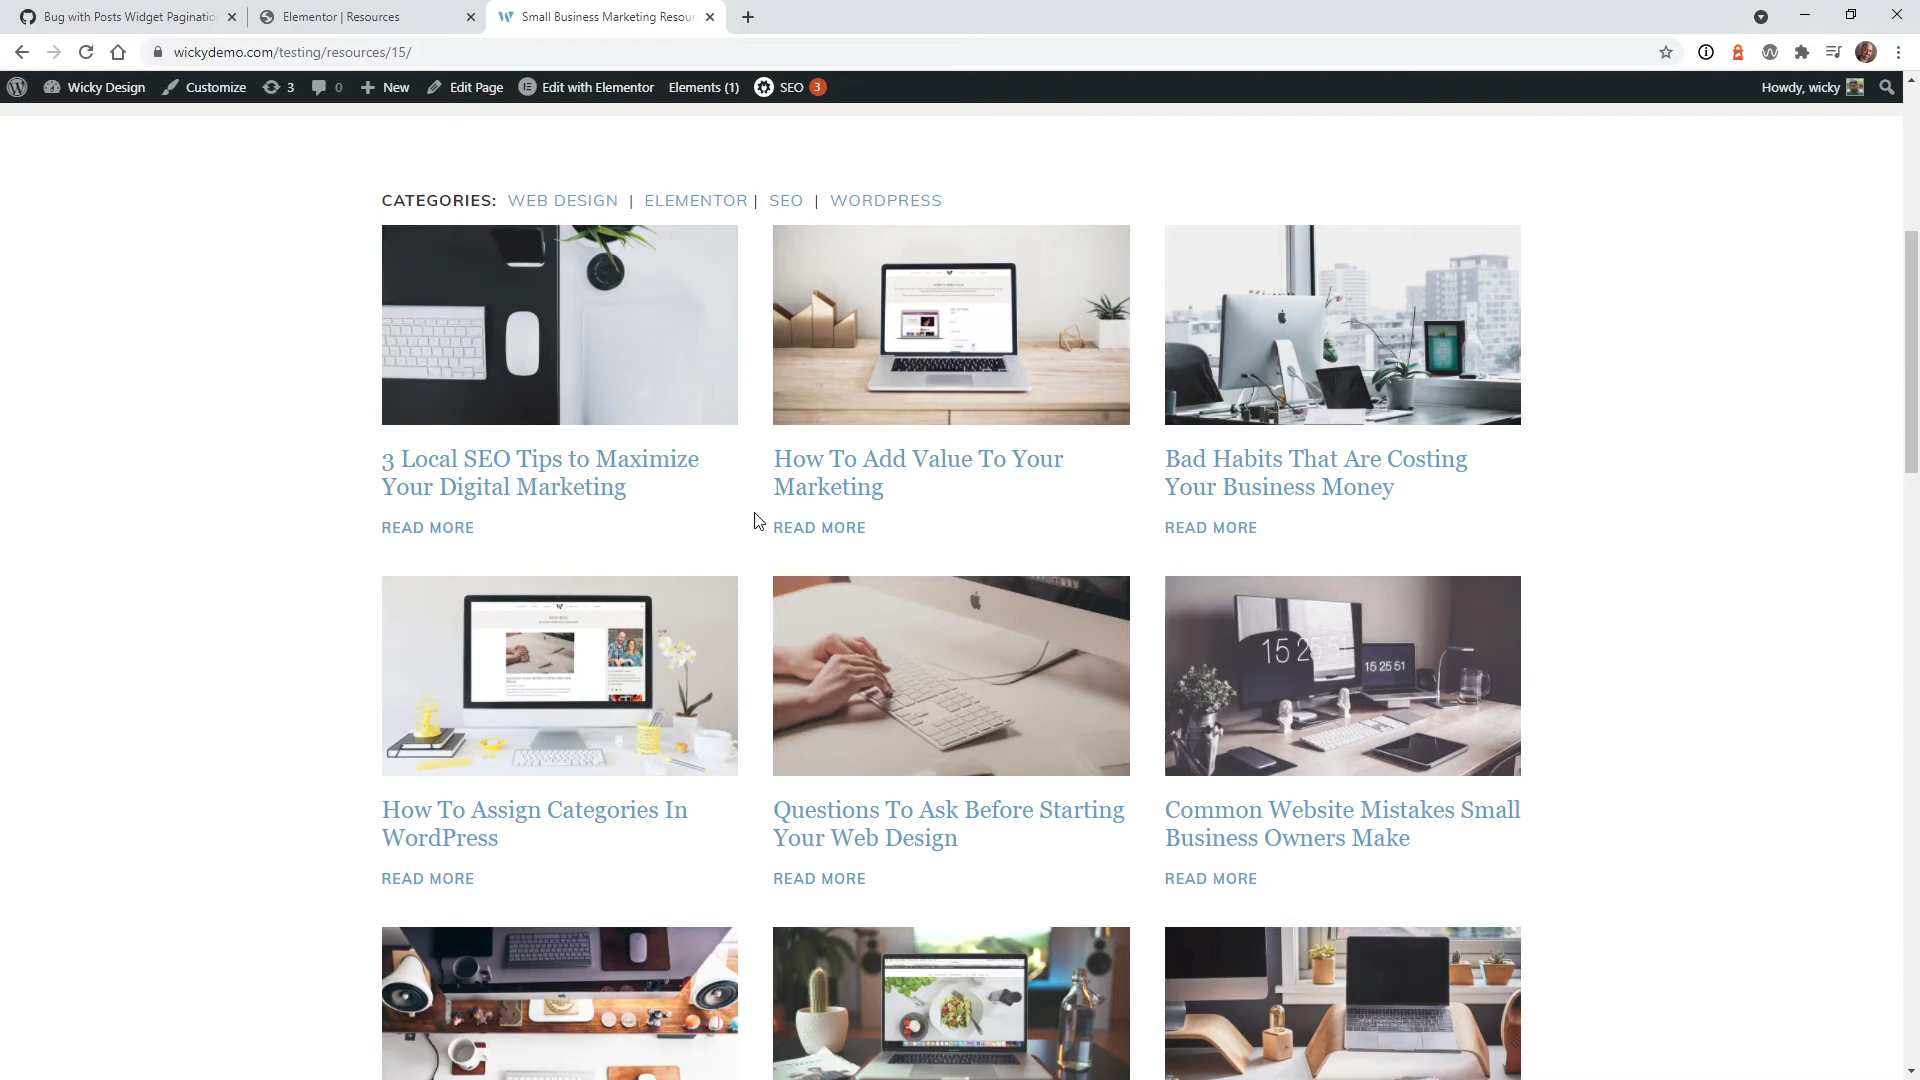 Bug with Posts Widget Paginatio
Elementor | Resources
Small Business Marketing Resou
wickydemo.com/testing/resources/15/
Wicky Design
Customize
3
0
New
Edit Page
Edit with Elementor
Elements (1)
SEO 3
Howdy, wicky
CATEGORIES: WEB DESIGN | ELEMENTOR | SEO | WORDPRESS
3 Local SEO Tips to Maximize
Your Digital Marketing
READ MORE
How To Add Value To Your
Marketing
READ MORE
Bad Habits That Are Costing
Your Business Money
READ MORE
15 25 51
How To Assign Categories In
WordPress
READ MORE
Questions To Ask Before Starting
Your Web Design
READ MORE
Common Website Mistakes Small
Business Owners Make
READ MORE